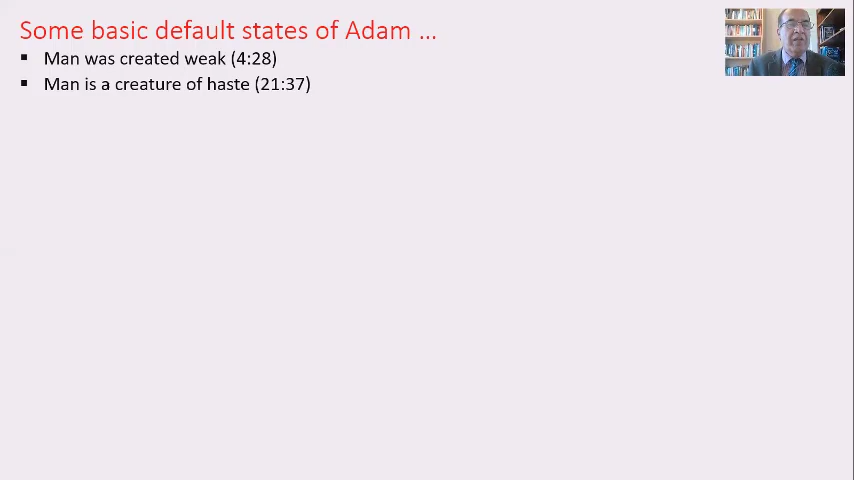 Some basic default states of Adam ...
▪ Man was created weak (4:28)
▪ Man is a creature of haste (21:37)